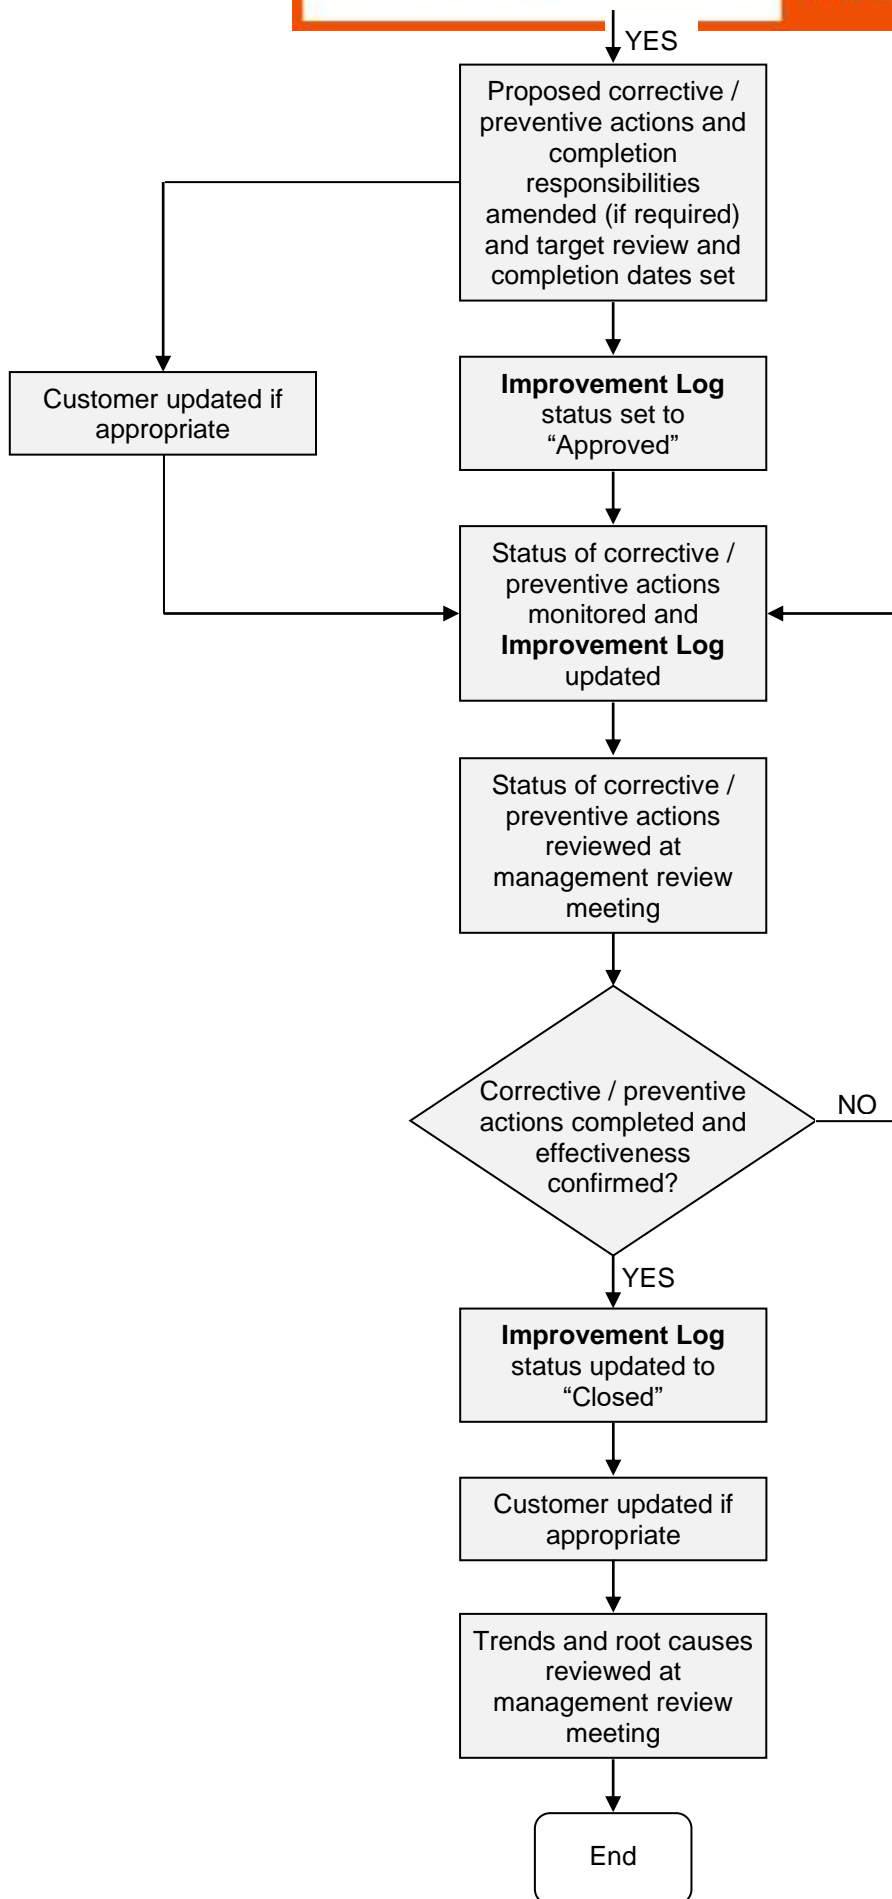 YES
Proposed corrective /
preventive actions and
completion
responsibilities
amended (if required)
and target review and
completion dates set
Customer updated if
appropriate
Improvement Log
status set to
“Approved”
Status of corrective /
preventive actions
monitored and
Improvement Log
updated
Status of corrective /
preventive actions
reviewed at
management review
meeting
Corrective / preventive
actions completed and
effectiveness
confirmed?
NO
YES
Improvement Log
status updated to
“Closed”
Customer updated if
appropriate
Trends and root causes
reviewed at
management review
meeting
End